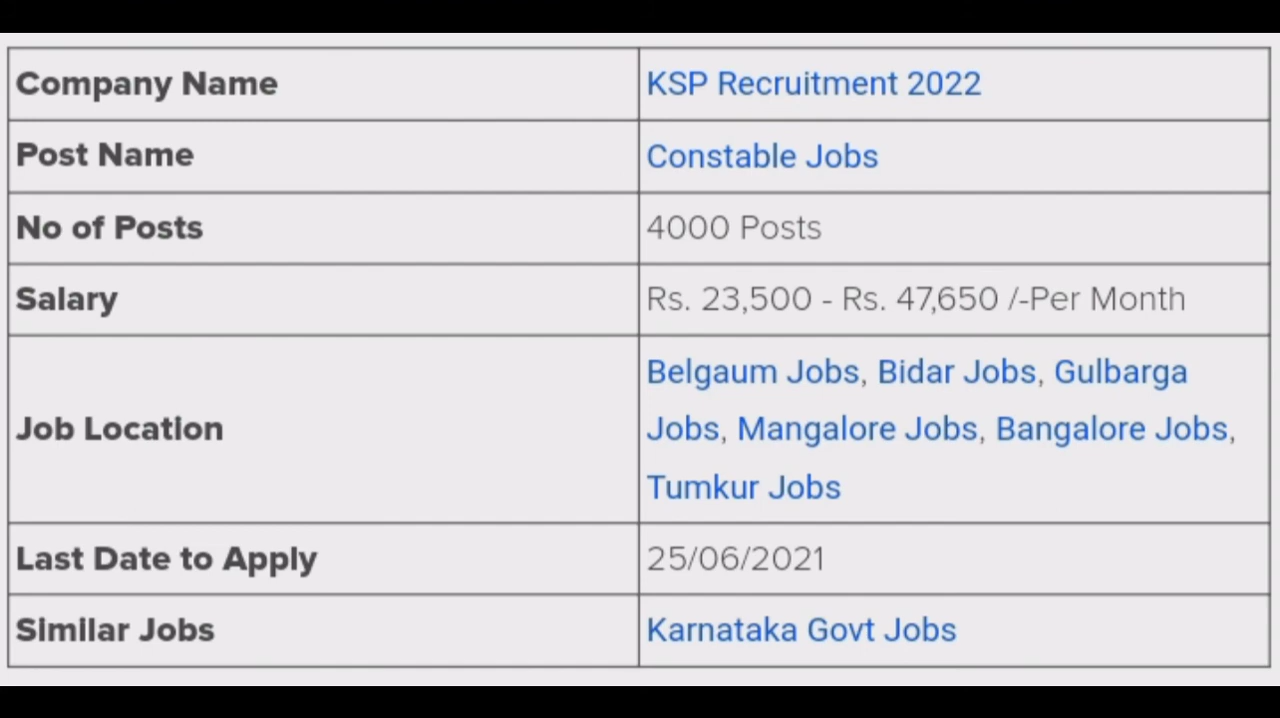 Company Name
KSP Recruitment 2022
Post Name
Constable Jobs
No of Posts
4000 Posts
Salary
Rs. 23,500 - Rs. 47,650 /-Per Month
Job Location
Belgaum Jobs, Bidar Jobs, Gulbarga
Jobs, Mangalore Jobs, Bangalore Jobs,
Tumkur Jobs
Last Date to Apply
25/06/2021
Similar Jobs
Karnataka Govt Jobs